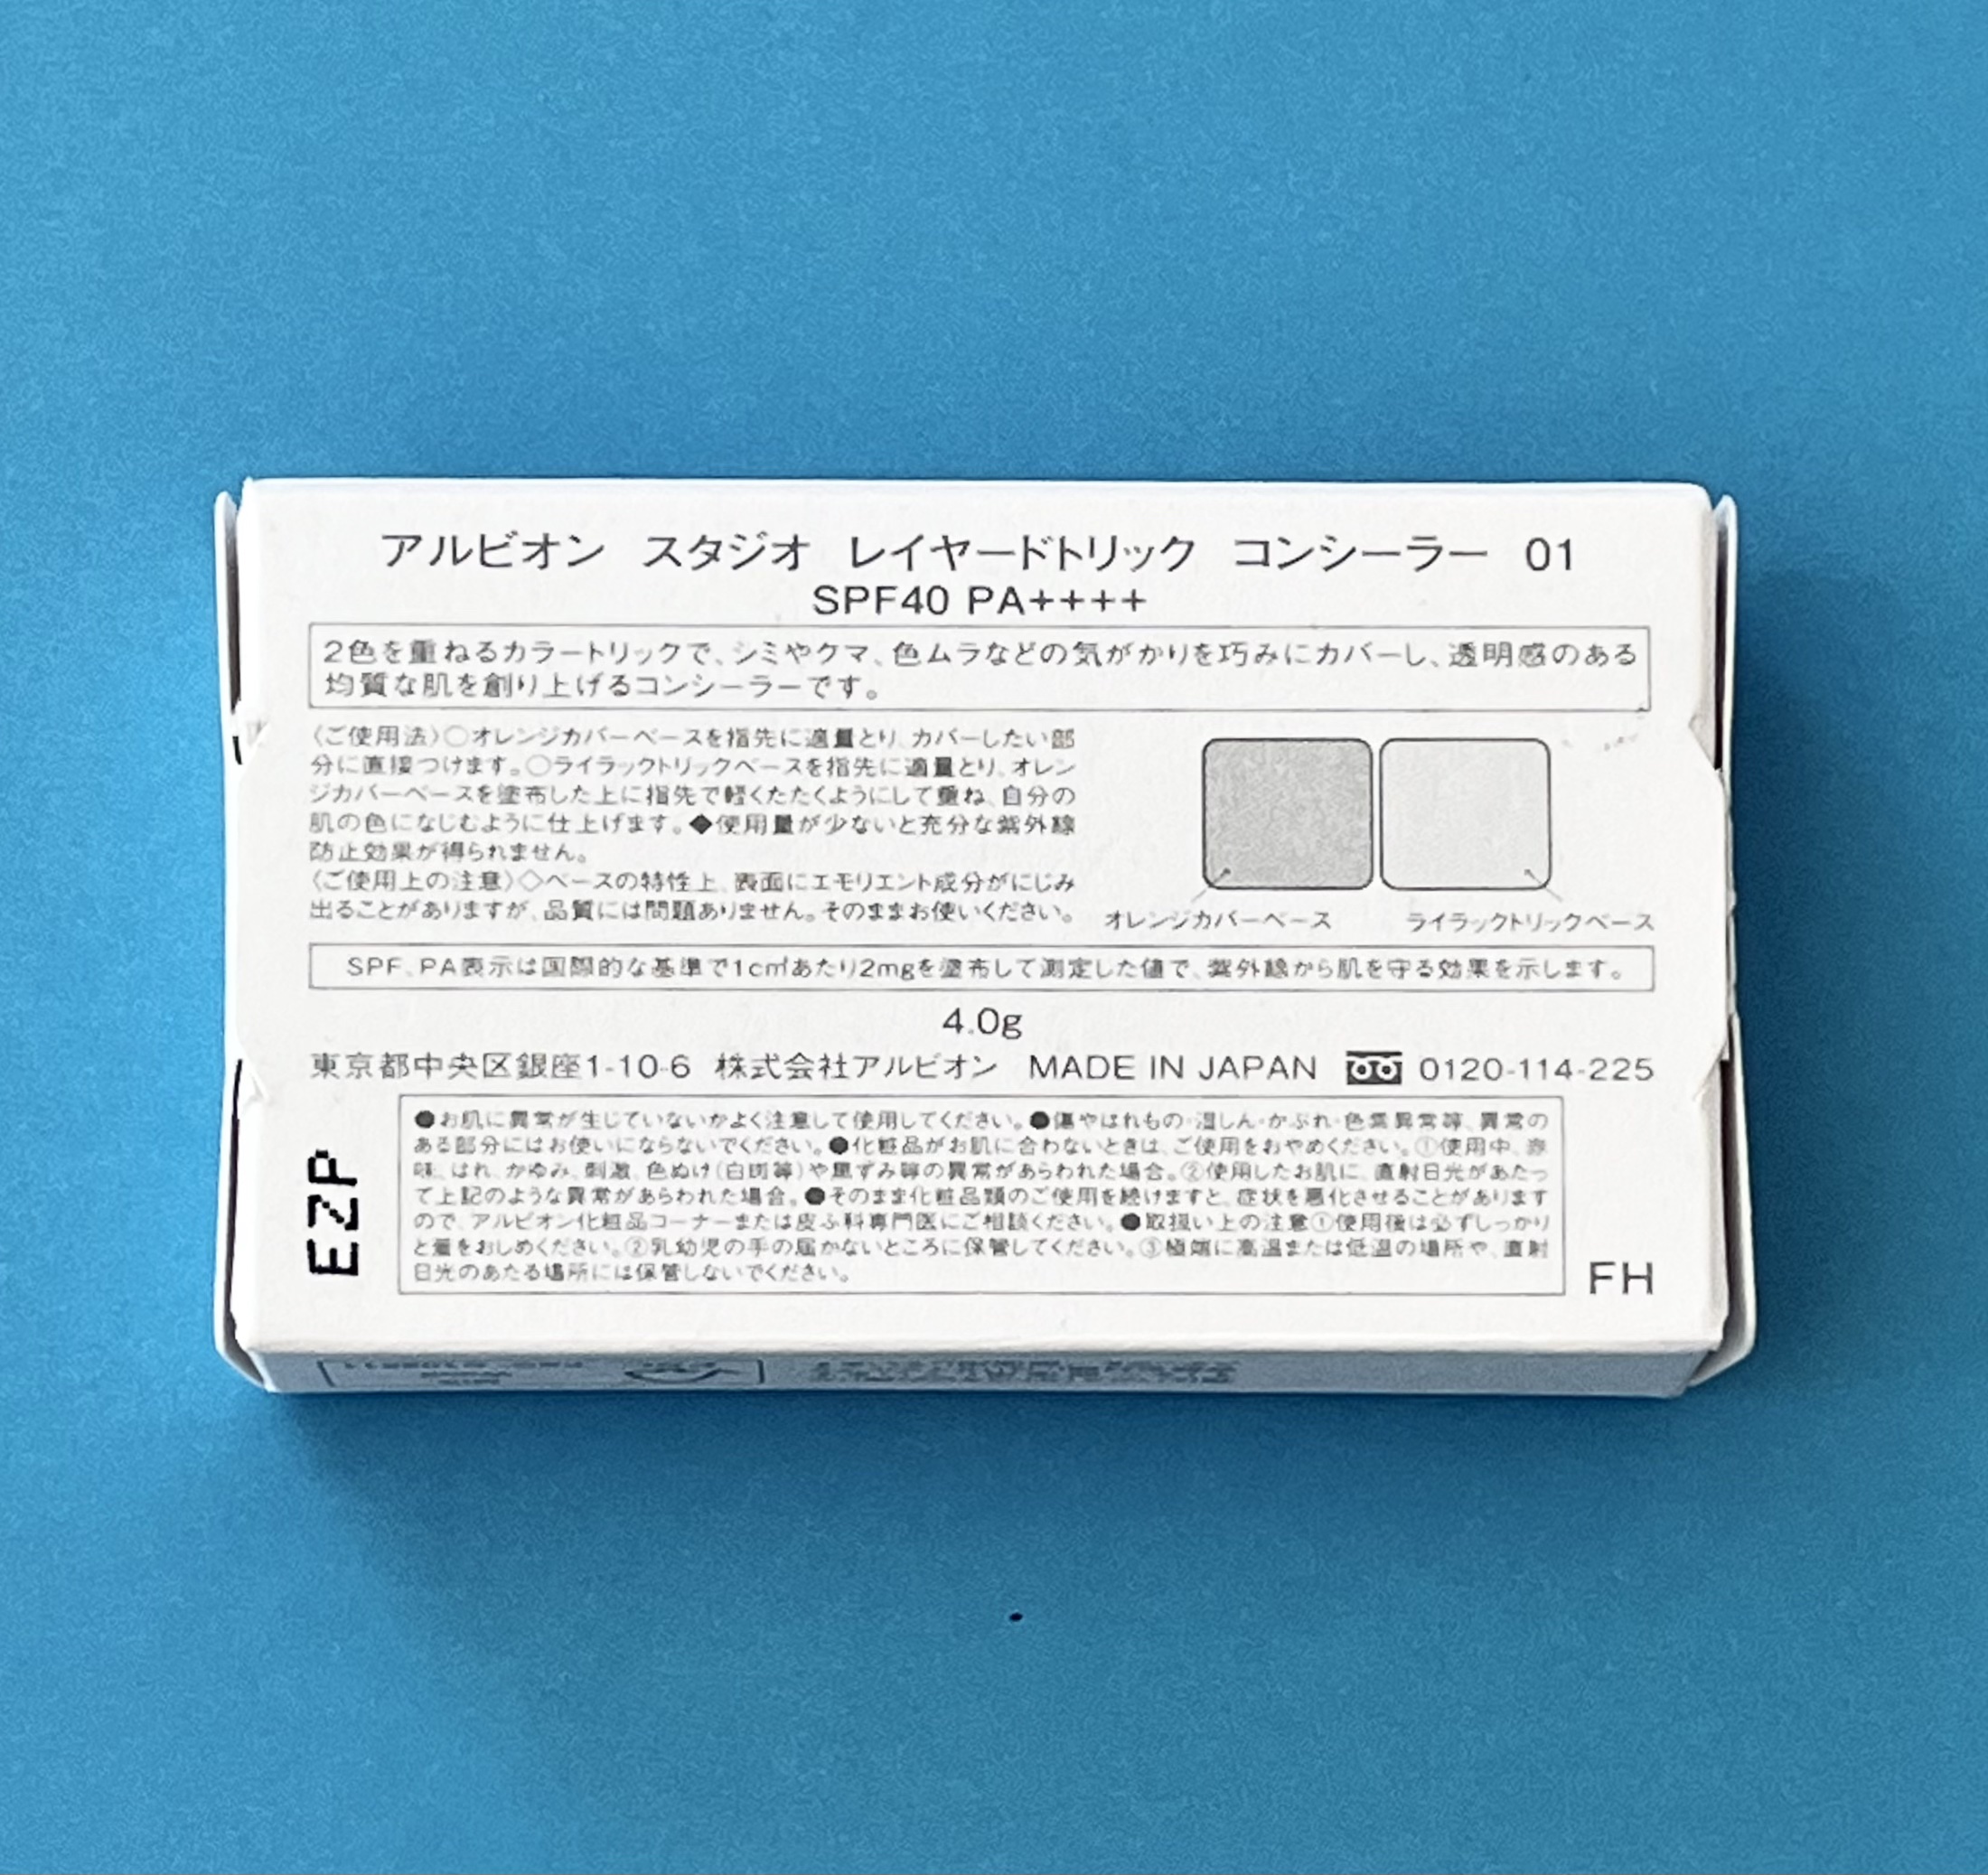 アルビオン スタジオ レイヤードトリック コンシーラー 01
SPF40 PA++++
2色を重ねるカラートリックで、シミやクマ、色ムラなどの気がかりを巧みにカバーし、透明感のある
均質な肌を創り上げるコンシーラーです。
〈ご使用法〉○オレンジカバーベースを指先に適量とり、カバーしたい部
分に直接つけます。○ライラックトリックベースを指先に適量とり、オレン
ジカバーベースを塗布した上に指先で軽くたたくようにして重ね、自分の
肌の色になじむように仕上げます。◆使用量が少ないと充分な紫外線
防止効果が得られません。
〈ご使用上の注意〉◇ベースの特性上、表面にエモリエント成分がにじみ
出ることがありますが、品質には問題ありません。そのままお使いください。
オレンジカバーベース
ライラックトリックベース
SPF、PA表示は国際的な基準で1c㎡あたり2mgを塗布して測定した値で、紫外線から肌を守る効果を示します。
4.0g
東京都中央区銀座1-10-6 株式会社アルビオン MADE IN JAPAN 0120-114-225
●お肌に異常が生じていないかよく注意して使用してください。●傷やはれもの・湿しん・かぶれ・色素異常等、異常の
ある部分にはお使いにならないでください。●化粧品がお肌に合わないときは、ご使用をおやめください。①使用中、赤
味、はれ、かゆみ、刺激、色ぬけ(白斑等)や黒ずみ等の異常があらわれた場合。②使用したお肌に、直射日光があたっ
て上記のような異常があらわれた場合。●そのまま化粧品類のご使用を続けますと、症状を悪化させることがあります
ので、アルビオン化粧品コーナーまたは皮ふ科専門医にご相談ください。●取扱い上の注意①使用後は必ずしっかり
と蓋をおしめください。②乳幼児の手の届かないところに保管してください。③極端に高温または低温の場所や、直射
日光のあたる場所には保管しないでください。
EZP
FH